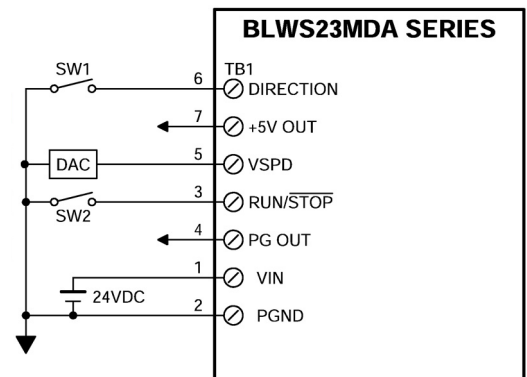 BLWS23MDA SERIES
SW1
6
TB1
DIRECTION
7
+5V OUT
DAC
5
VSPD
SW2
3
RUN/STOP
4
PG OUT
1
VIN
24VDC
2
PGND